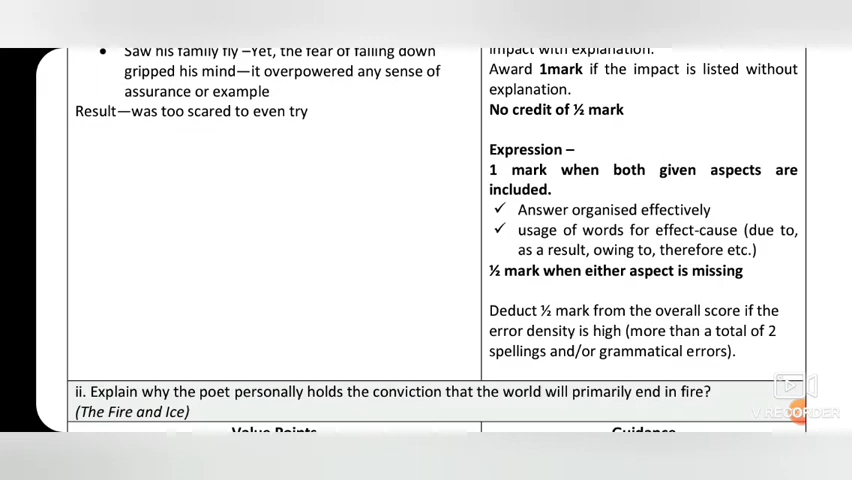 • Saw his family fly –Yet, the fear of falling down
gripped his mind—it overpowered any sense of
assurance or example
Result—was too scared to even try
impact with explanation.
Award 1mark if the impact is listed without
explanation.
No credit of ½ mark
Expression –
1 mark when both given aspects are
included.
✓ Answer organised effectively
✓ usage of words for effect-cause (due to,
as a result, owing to, therefore etc.)
½ mark when either aspect is missing
Deduct ½ mark from the overall score if the
error density is high (more than a total of 2
spellings and/or grammatical errors).
ii. Explain why the poet personally holds the conviction that the world will primarily end in fire?
(The Fire and Ice)
Value Points
Guidance
V RECORDER